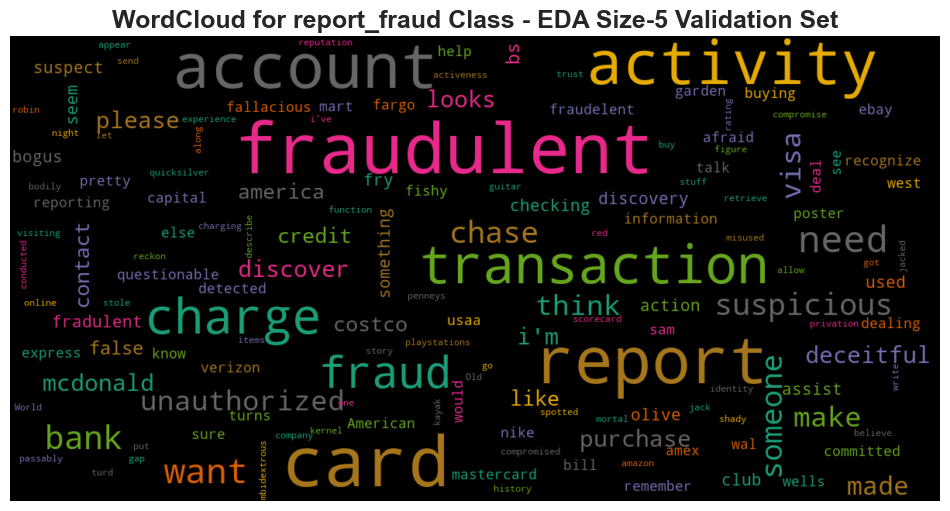 WordCloud for report_fraud Class - EDA Size-5 Validation Set
appear reputation help bs activity
suspect send account activeness trust
seem fallacious mart fargo looks garden buying
robin experience i've fraudelent rating compromise ebay
please fraudulent afraid
night let along buy figure visa see
bogus quicksilver fry talk deal recognize
bodily pretty america fishy guitar stuff retrieve west
reporting capital checking discovery
function information poster
visiting else charging describe credit something chase red misused need
contact questionable discover reckon transaction allow got jacked
conducted detected used
online stole penneys think action suspicious
fradulent charge costco usaa scorecard privation dealing
items i'm sam
express false know story playstations deceitful
verizon fraud go report
mcdonald Old identity someone assist write
unauthorized would like
World turns one American kayak spotted olive mortal jack shady make
bank sure nike believe
passably put company kernel purchase wal committed
gap want card compromised amex
turd mastercard bill amazon club wells
mbidextrous history remember made